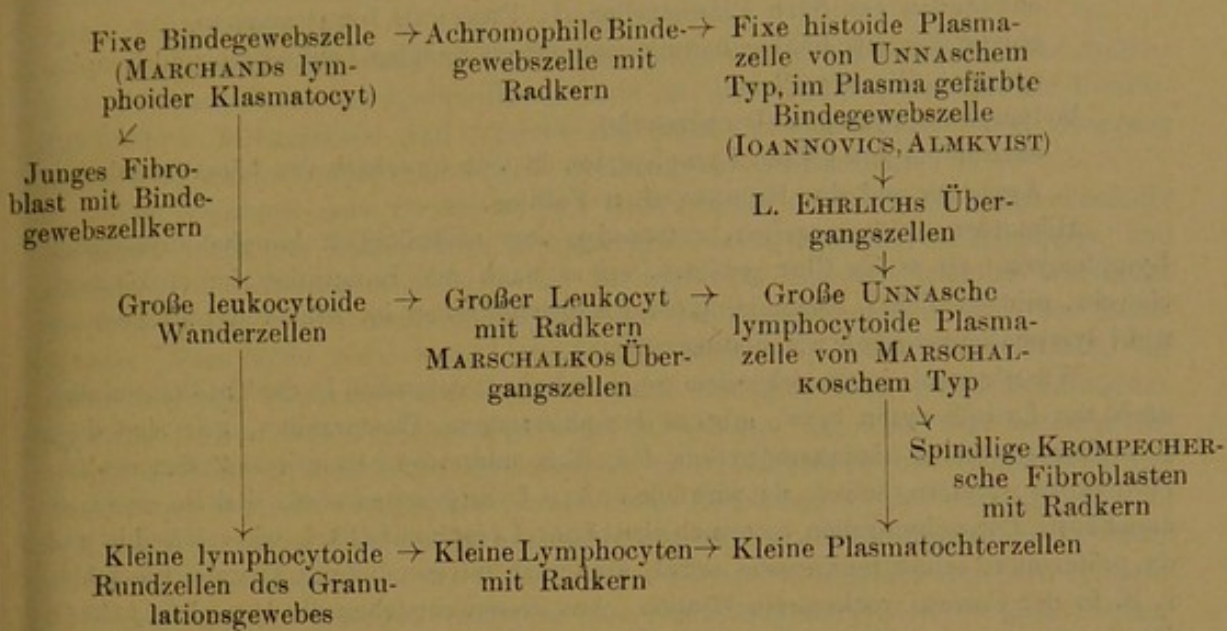 Fixe Bindegewebszelle → Achromophile Binde- → Fixe histoide Plasma-
(MARCHANDS lym- gewebszelle mit zelle von UNNAschem
phoider Klasmatocyt) Radkern Typ, im Plasma gefärbte
Bindegewebszelle
(IOANNOVICS, ALMKVIST)
Junges Fibro-
blast mit Binde-
gewebszellkern
L. EHRLICHS Über-
gangszellen
Große leukocytoide → Großer Leukocyt → Große UNNAsche
Wanderzellen mit Radkern lymphocytoide Plasma-
MARSCHALKOS Über- zelle von MARSCHAL-
gangszellen KOschem Typ
Spindlige KROMPECHER-
sche Fibroblasten
mit Radkern
Kleine lymphocytoide → Kleine Lymphocyten → Kleine Plasmatochterzellen
Rundzellen des Granu- mit Radkern
lationsgewebes